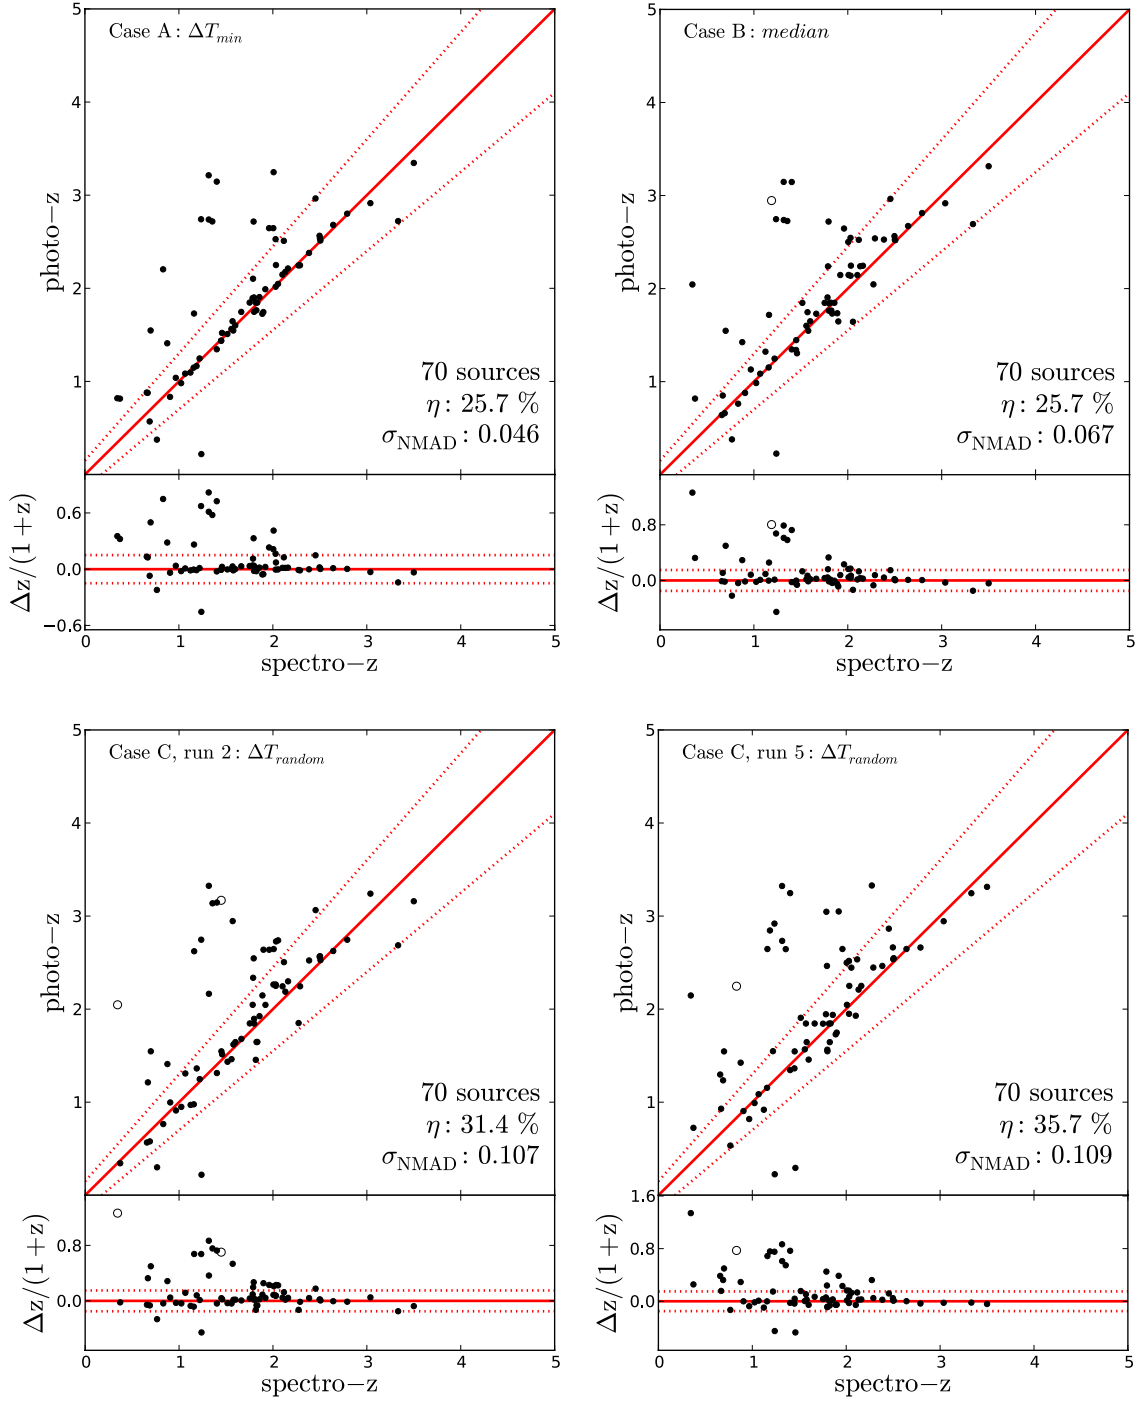 Case A : ΔT_min
5
4
3
2
1
photo−z
70 sources
η : 25.7 %
σ_NMAD : 0.046
0.6
0.0
−0.6
Δz/(1+z)
0 1 2 3 4 5
spectro−z
Case B : median
5
4
3
2
1
photo−z
70 sources
η : 25.7 %
σ_NMAD : 0.067
0.8
0.0
Δz/(1+z)
0 1 2 3 4 5
spectro−z
Case C, run 2 : ΔT_random
5
4
3
2
1
photo−z
70 sources
η : 31.4 %
σ_NMAD : 0.107
0.8
0.0
Δz/(1+z)
0 1 2 3 4 5
spectro−z
Case C, run 5 : ΔT_random
5
4
3
2
1
photo−z
70 sources
η : 35.7 %
σ_NMAD : 0.109
1.6
0.8
0.0
Δz/(1+z)
0 1 2 3 4 5
spectro−z